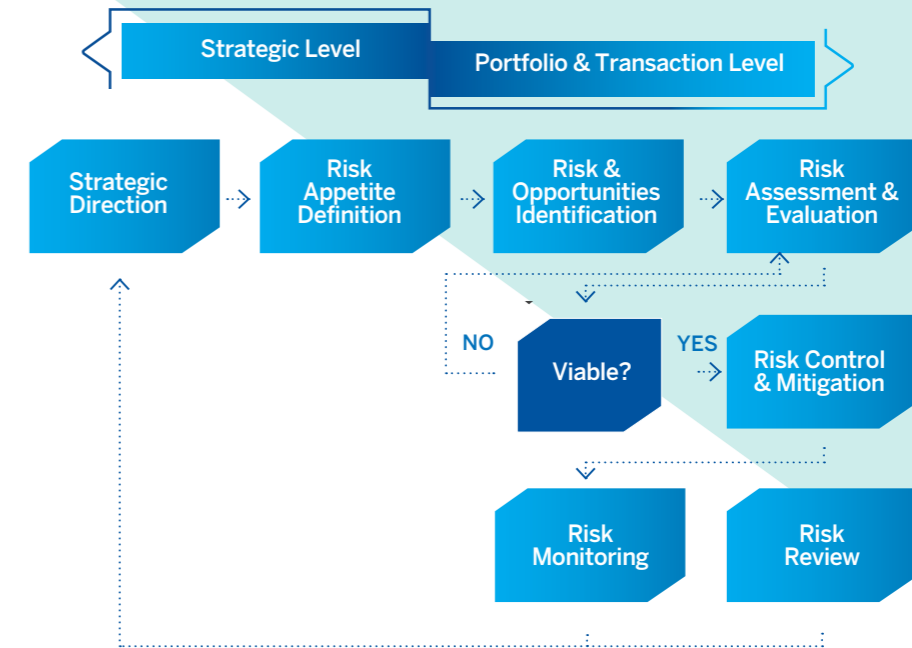 Strategic Level
Portfolio & Transaction Level
Strategic
Direction
Risk
Appetite
Definition
Risk &
Opportunities
Identification
Risk
Assessment &
Evaluation
NO
Viable?
YES
Risk Control
& Mitigation
Risk
Monitoring
Risk
Review